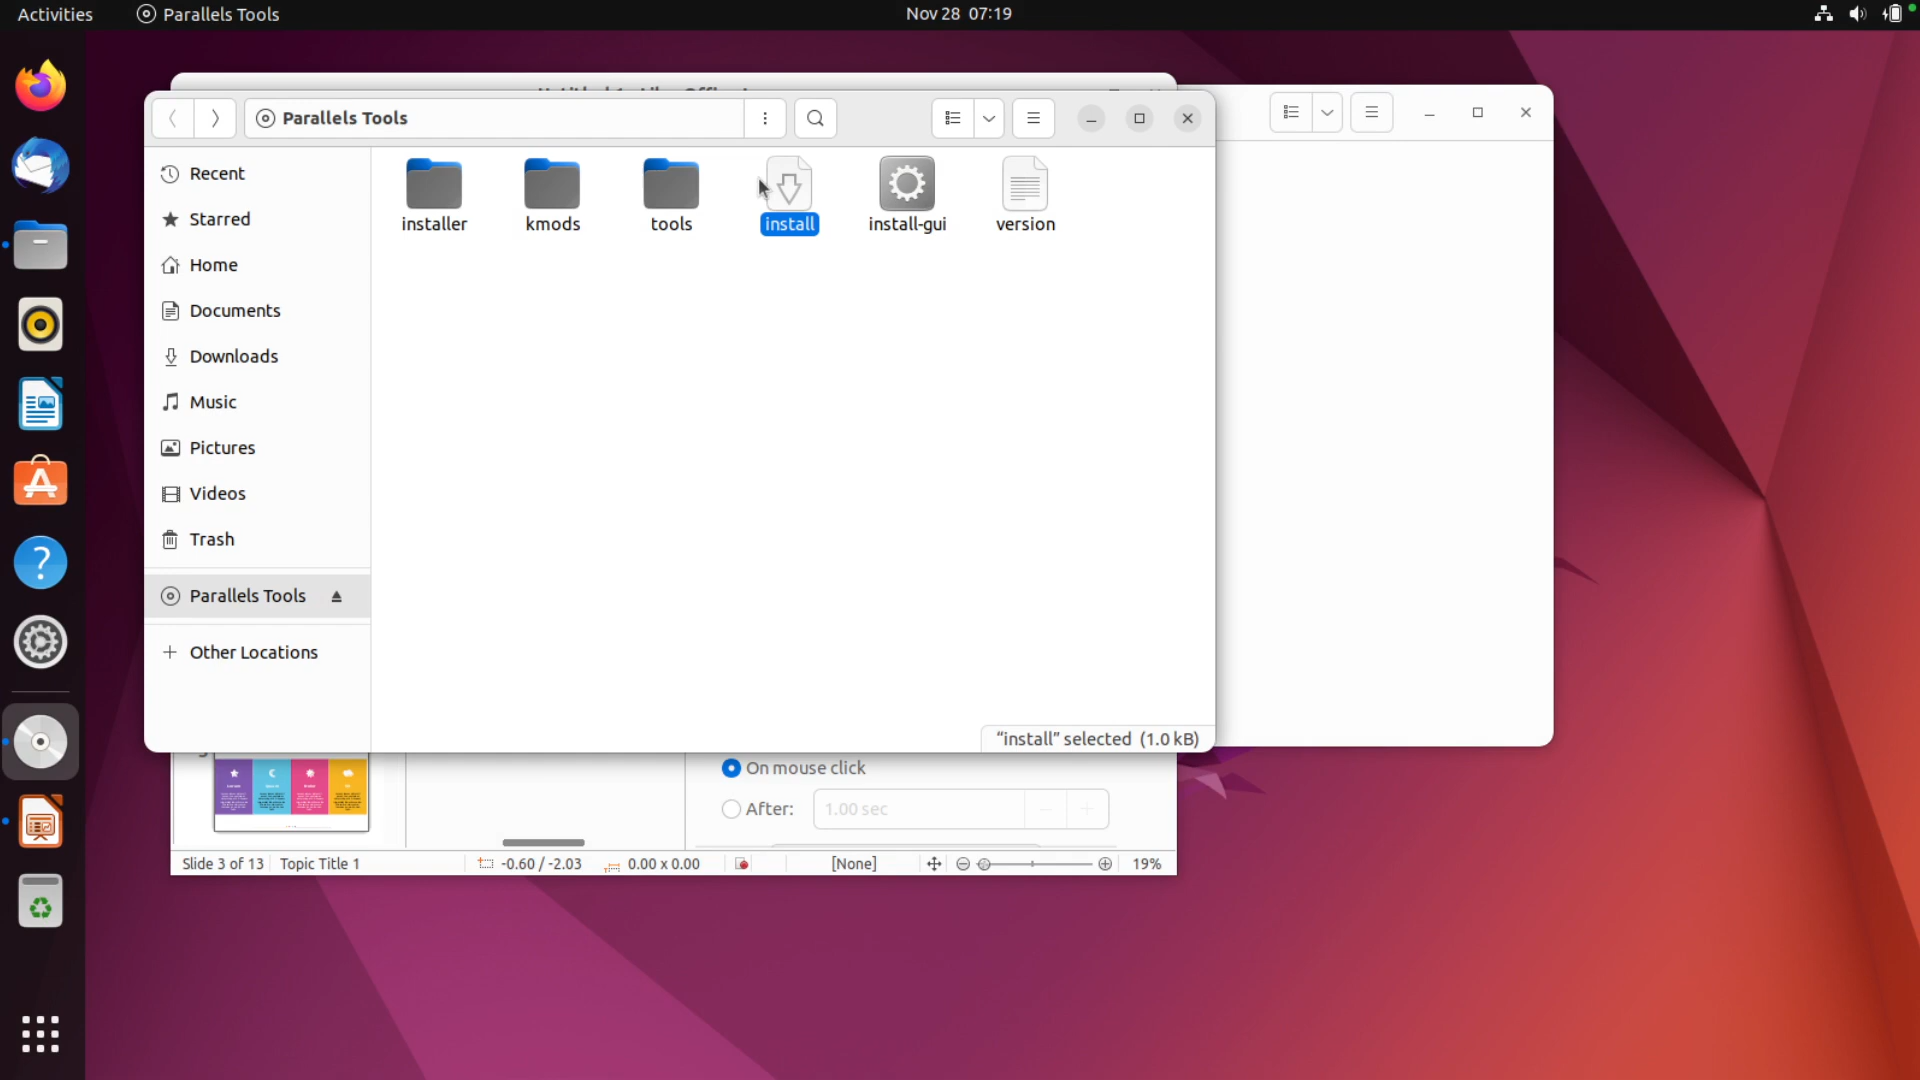 Activities
Parallels Tools
Nov 28 07:19
Parallels Tools
Recent
Starred
Home
Documents
Downloads
Music
Pictures
Videos
Trash
Parallels Tools
Other Locations
installer
kmods
tools
install
install-gui
version
"install" selected (1.0 kB)
On mouse click
After:
1.00 sec
Slide 3 of 13
Topic Title 1
-0.60 / -2.03
0.00 x 0.00
[None]
19%